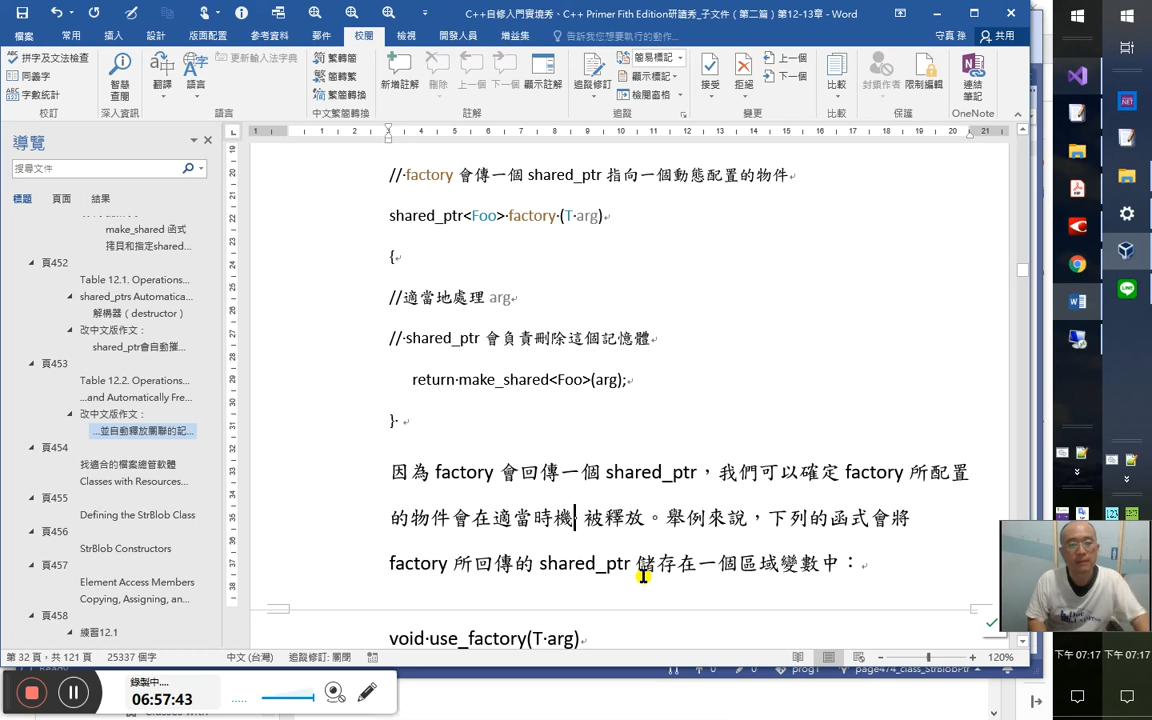 C++自修入門實境秀、C++ Primer Fith Edition研讀秀_子文件（第二篇）第12-13章 - Word
檔案 常用 插入 設計 版面配置 參考資料 郵件 校閱 檢視 開發人員 增益集 告訴我您想要執行的動作... 守真 孫 共用
拼字及文法檢查
同義字
字數統計
校訂
智慧查閱
深入資訊
翻譯
語言
更新輸入法字典
語言
繁轉簡
簡轉繁
繁簡轉換
中文繁簡轉換
新增註解 刪除 上一個 下一個 顯示註解
註解
追蹤修訂
簡易標記
顯示標記
檢閱窗格
追蹤
接受 拒絕
上一個
下一個
變更
比較
比較
封鎖作者 限制編輯
保護
連結筆記
OneNote
導覽
搜尋文件
標題 頁面 結果
make_shared 函式
拷貝和指定shared...
頁452
Table 12.1. Operations...
shared_ptrs Automatica...
解構器（destructor）
改中文版作文：
shared_ptr會自動摧...
頁453
Table 12.2. Operations...
...and Automatically Fre...
改中文版作文：
...並自動釋放關聯的記...
頁454
找適合的檔案總管軟體
Classes with Resources...
頁455
Defining the StrBlob Class
頁456
StrBlob Constructors
頁457
Element Access Members
Copying, Assigning, an...
頁458
練習12.1
//·factory 會傳一個 shared_ptr 指向一個動態配置的物件
shared_ptr<Foo>·factory·(T·arg)
{
//適當地處理 arg
//·shared_ptr 會負責刪除這個記憶體
return·make_shared<Foo>(arg);
}·
因為 factory 會回傳一個 shared_ptr，我們可以確定 factory 所配置
的物件會在適當時機 被釋放。舉例來說，下列的函式會將
factory 所回傳的 shared_ptr 儲存在一個區域變數中：
void·use_factory(T·arg)
第 32 頁，共 121 頁 25337 個字 中文 (台灣) 追蹤修訂: 關閉 120%
錄製中....
06:57:43
prog1 page474_class_StrBlobPtr
下午 07:17 下午 07:17